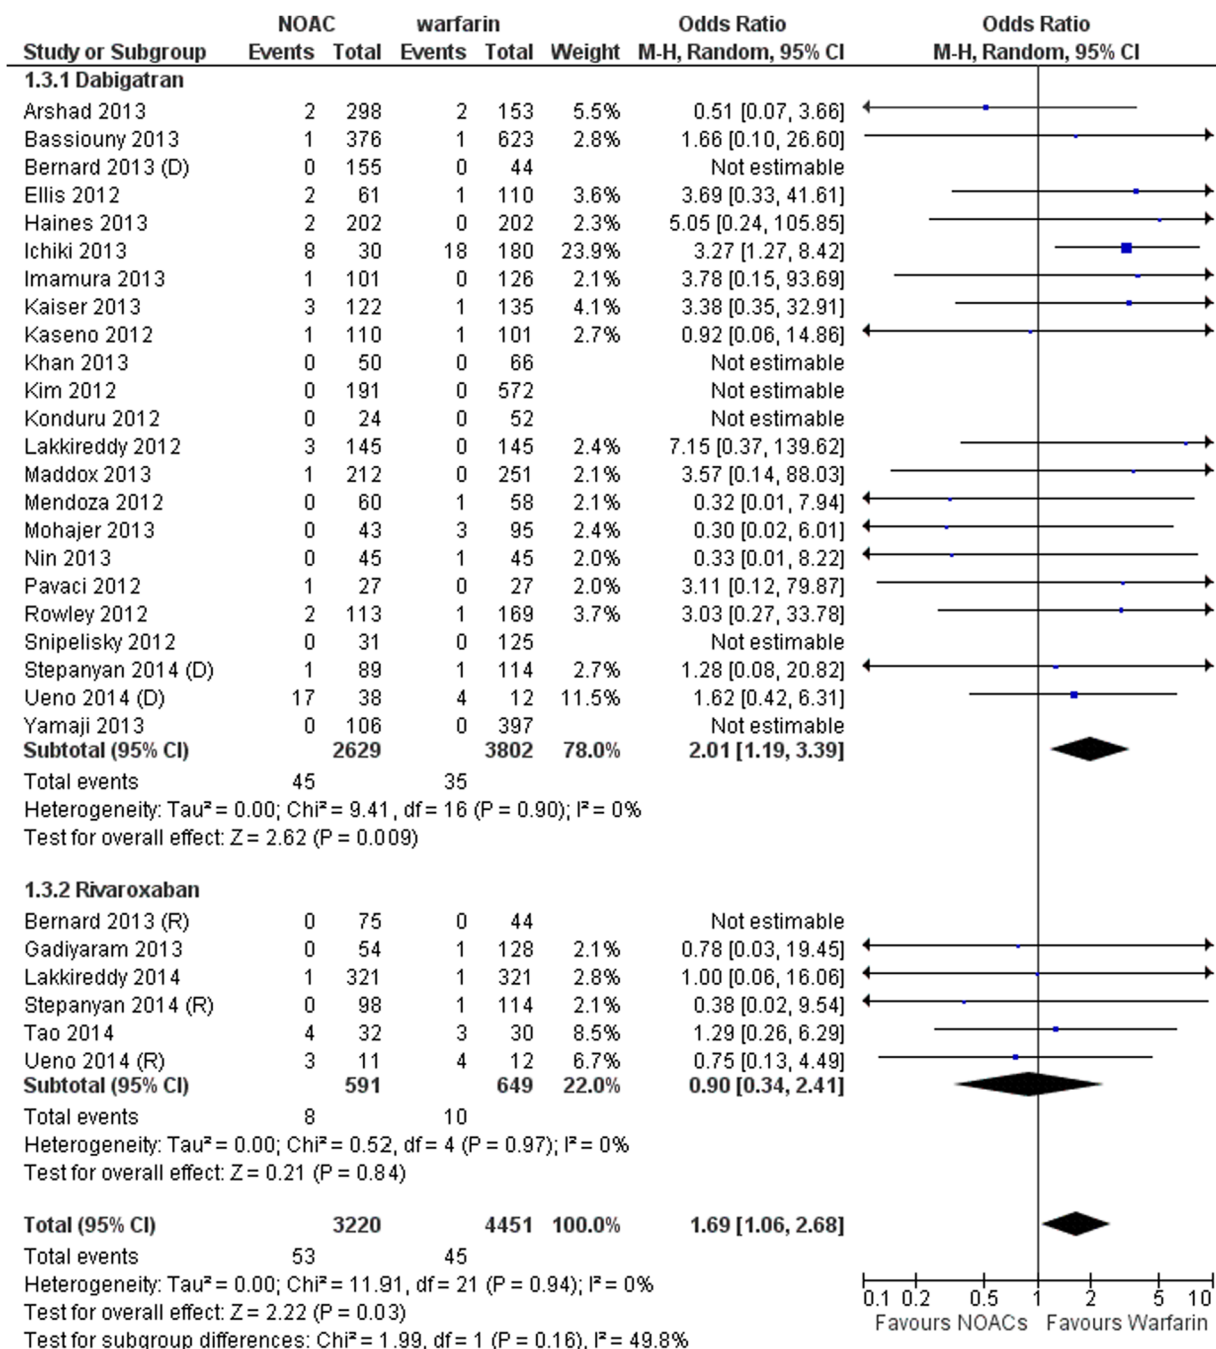 NOAC warfarin Odds Ratio Odds Ratio
Study or Subgroup Events Total Events Total Weight M-H, Random, 95% CI M-H, Random, 95% CI
1.3.1 Dabigatran
Arshad 2013 2 298 2 153 5.5% 0.51 [0.07, 3.66]
Bassiouny 2013 1 376 1 623 2.8% 1.66 [0.10, 26.60]
Bernard 2013 (D) 0 155 0 44 Not estimable
Ellis 2012 2 61 1 110 3.6% 3.69 [0.33, 41.61]
Haines 2013 2 202 0 202 2.3% 5.05 [0.24, 105.85]
Ichiki 2013 8 30 18 180 23.9% 3.27 [1.27, 8.42]
Imamura 2013 1 101 0 126 2.1% 3.78 [0.15, 93.69]
Kaiser 2013 3 122 1 135 4.1% 3.38 [0.35, 32.91]
Kaseno 2012 1 110 1 101 2.7% 0.92 [0.06, 14.86]
Khan 2013 0 50 0 66 Not estimable
Kim 2012 0 191 0 572 Not estimable
Konduru 2012 0 24 0 52 Not estimable
Lakkireddy 2012 3 145 0 145 2.4% 7.15 [0.37, 139.62]
Maddox 2013 1 212 0 251 2.1% 3.57 [0.14, 88.03]
Mendoza 2012 0 60 1 58 2.1% 0.32 [0.01, 7.94]
Mohajer 2013 0 43 3 95 2.4% 0.30 [0.02, 6.01]
Nin 2013 0 45 1 45 2.0% 0.33 [0.01, 8.22]
Pavaci 2012 1 27 0 27 2.0% 3.11 [0.12, 79.87]
Rowley 2012 2 113 1 169 3.7% 3.03 [0.27, 33.78]
Snipelisky 2012 0 31 0 125 Not estimable
Stepanyan 2014 (D) 1 89 1 114 2.7% 1.28 [0.08, 20.82]
Ueno 2014 (D) 17 38 4 12 11.5% 1.62 [0.42, 6.31]
Yamaji 2013 0 106 0 397 Not estimable
Subtotal (95% CI) 2629 3802 78.0% 2.01 [1.19, 3.39]
Total events 45 35
Heterogeneity: Tau² = 0.00; Chi² = 9.41, df = 16 (P = 0.90); I² = 0%
Test for overall effect: Z = 2.62 (P = 0.009)
1.3.2 Rivaroxaban
Bernard 2013 (R) 0 75 0 44 Not estimable
Gadiyaram 2013 0 54 1 128 2.1% 0.78 [0.03, 19.45]
Lakkireddy 2014 1 321 1 321 2.8% 1.00 [0.06, 16.06]
Stepanyan 2014 (R) 0 98 1 114 2.1% 0.38 [0.02, 9.54]
Tao 2014 4 32 3 30 8.5% 1.29 [0.26, 6.29]
Ueno 2014 (R) 3 11 4 12 6.7% 0.75 [0.13, 4.49]
Subtotal (95% CI) 591 649 22.0% 0.90 [0.34, 2.41]
Total events 8 10
Heterogeneity: Tau² = 0.00; Chi² = 0.52, df = 4 (P = 0.97); I² = 0%
Test for overall effect: Z = 0.21 (P = 0.84)
Total (95% CI) 3220 4451 100.0% 1.69 [1.06, 2.68]
Total events 53 45
Heterogeneity: Tau² = 0.00; Chi² = 11.91, df = 21 (P = 0.94); I² = 0%
Test for overall effect: Z = 2.22 (P = 0.03)
Test for subgroup differences: Chi² = 1.99, df = 1 (P = 0.16), I² = 49.8%
0.1 0.2 0.5 1 2 5 10
Favours NOACs Favours Warfarin